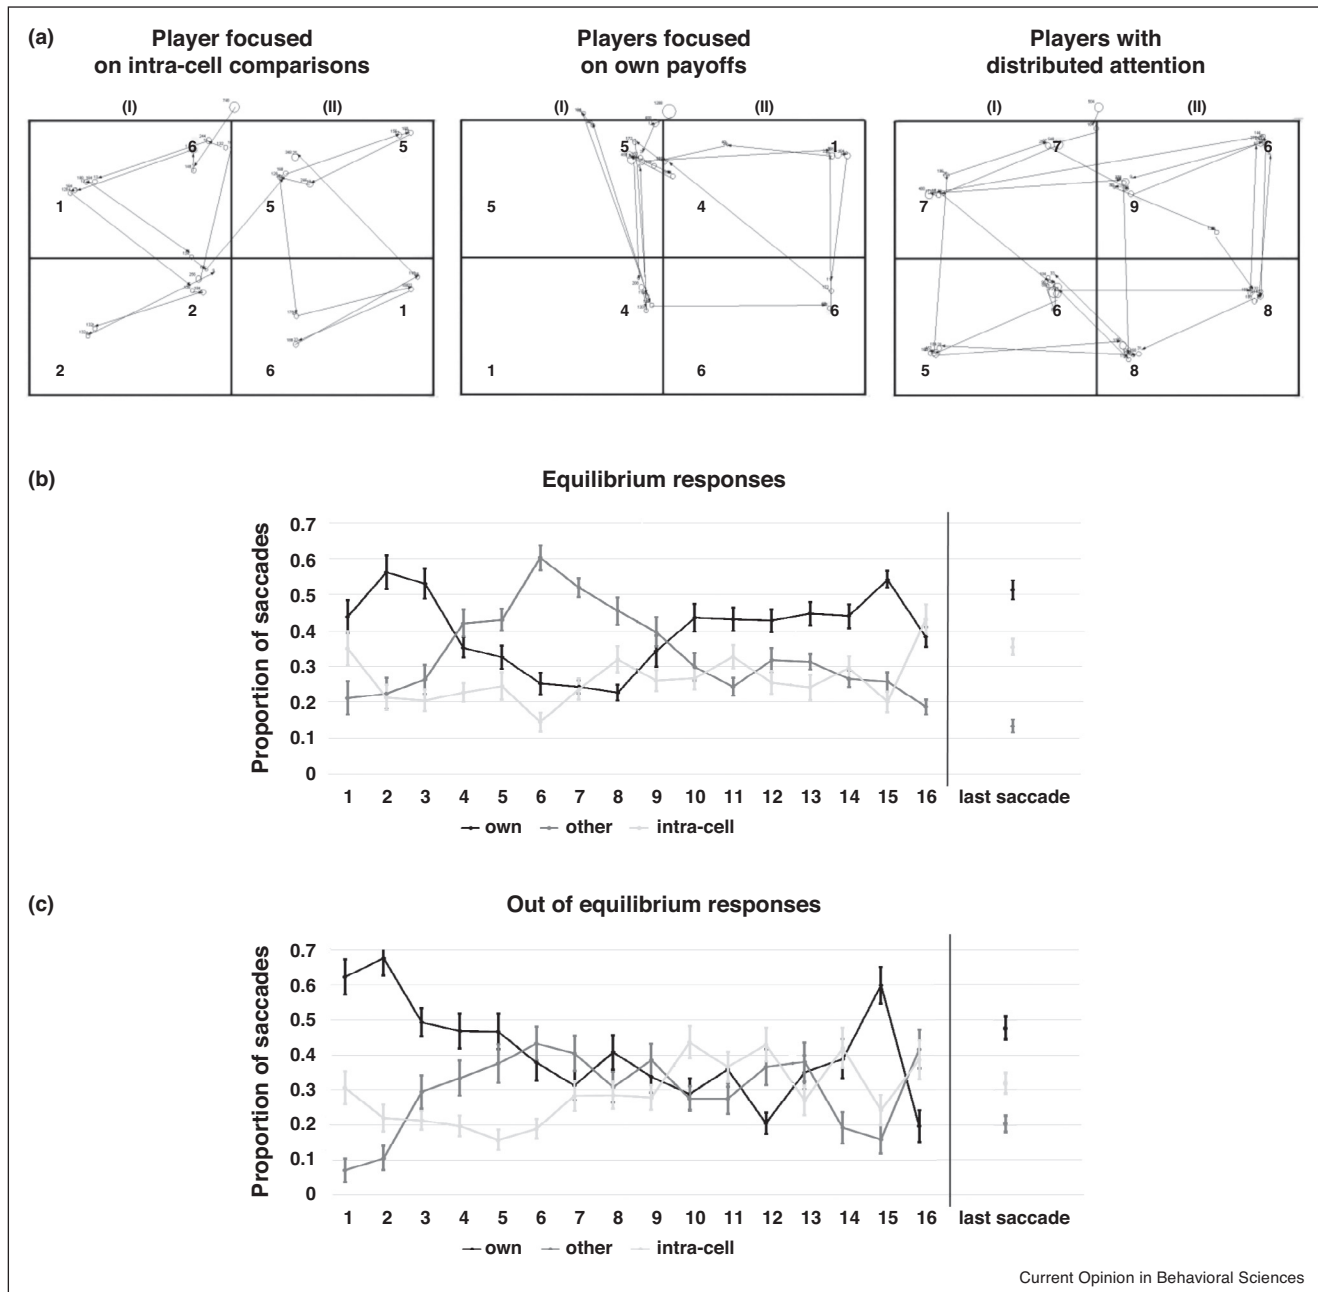 (a)
Player focused
on intra-cell comparisons
Players focused
on own payoffs
Players with
distributed attention
(I) (II)
(I) (II)
(I) (II)
6 5
1 5
2 1
2 6
5 1
5 4
4 6
1 6
7 6
7 9
6 8
5 8
(b)
Equilibrium responses
Proportion of saccades
0.7
0.6
0.5
0.4
0.3
0.2
0.1
0
1 2 3 4 5 6 7 8 9 10 11 12 13 14 15 16 last saccade
own other intra-cell
(c)
Out of equilibrium responses
Proportion of saccades
0.7
0.6
0.5
0.4
0.3
0.2
0.1
0
1 2 3 4 5 6 7 8 9 10 11 12 13 14 15 16 last saccade
own other intra-cell
Current Opinion in Behavioral Sciences